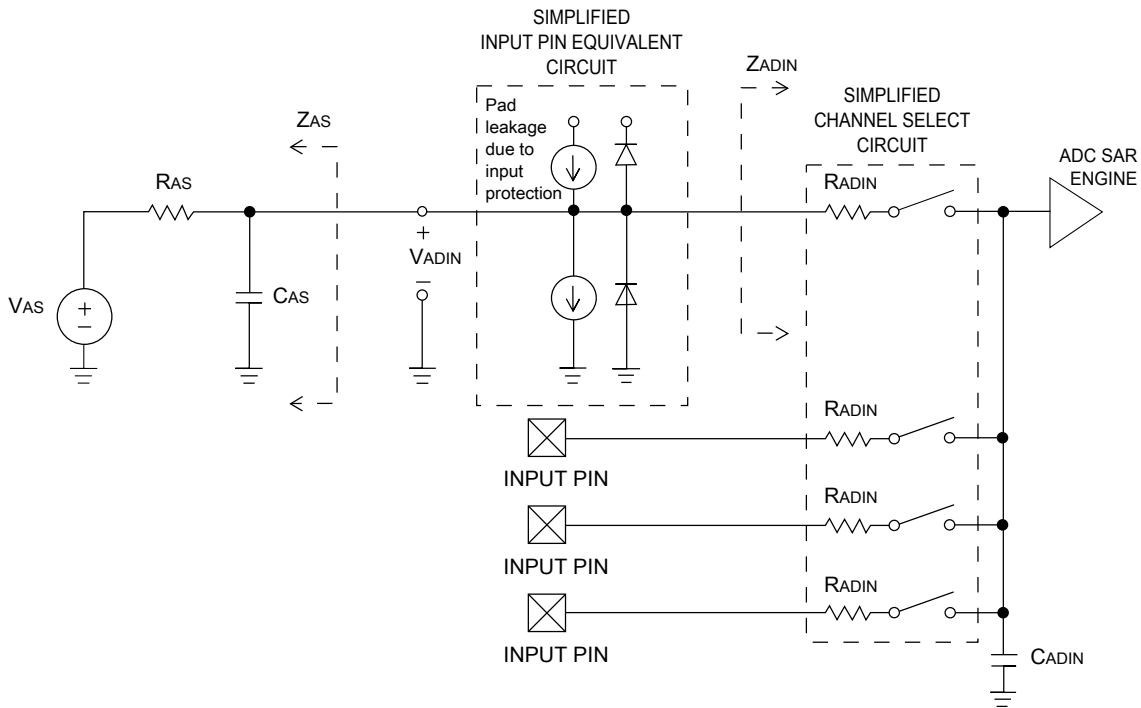 SIMPLIFIED
INPUT PIN EQUIVALENT
CIRCUIT
Pad
leakage
due to
input
protection
ZAS
RAS
VAS
+
−
CAS
+
VADIN
−
ZADIN
SIMPLIFIED
CHANNEL SELECT
CIRCUIT
RADIN
ADC SAR
ENGINE
RADIN
INPUT PIN
RADIN
INPUT PIN
RADIN
INPUT PIN
CADIN